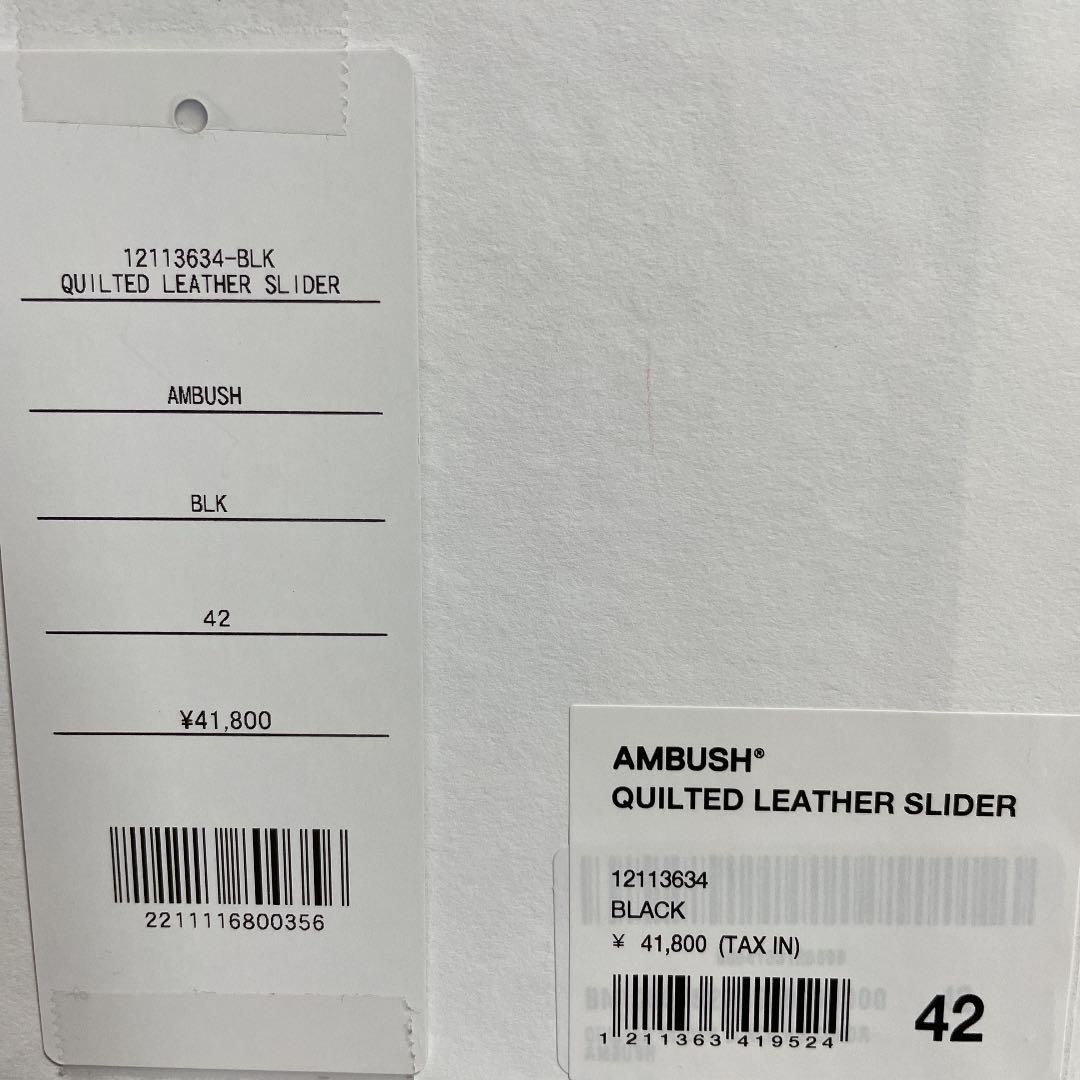 12113634-BLK
QUILTED LEATHER SLIDER
AMBUSH
BLK
42
¥41,800
2211116800356
AMBUSH®
QUILTED LEATHER SLIDER
12113634
BLACK
¥ 41,800 (TAX IN)
1 211363 419524
42